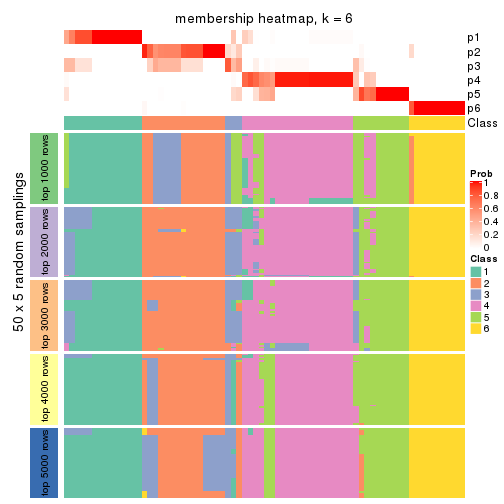 membership heatmap, k = 6
p1
p2
p3
p4
p5
p6
Class
50 x 5 random samplings
top 1000 rows
top 2000 rows
top 3000 rows
top 4000 rows
top 5000 rows
Prob
1
0.8
0.6
0.4
0.2
0
Class
1
2
3
4
5
6